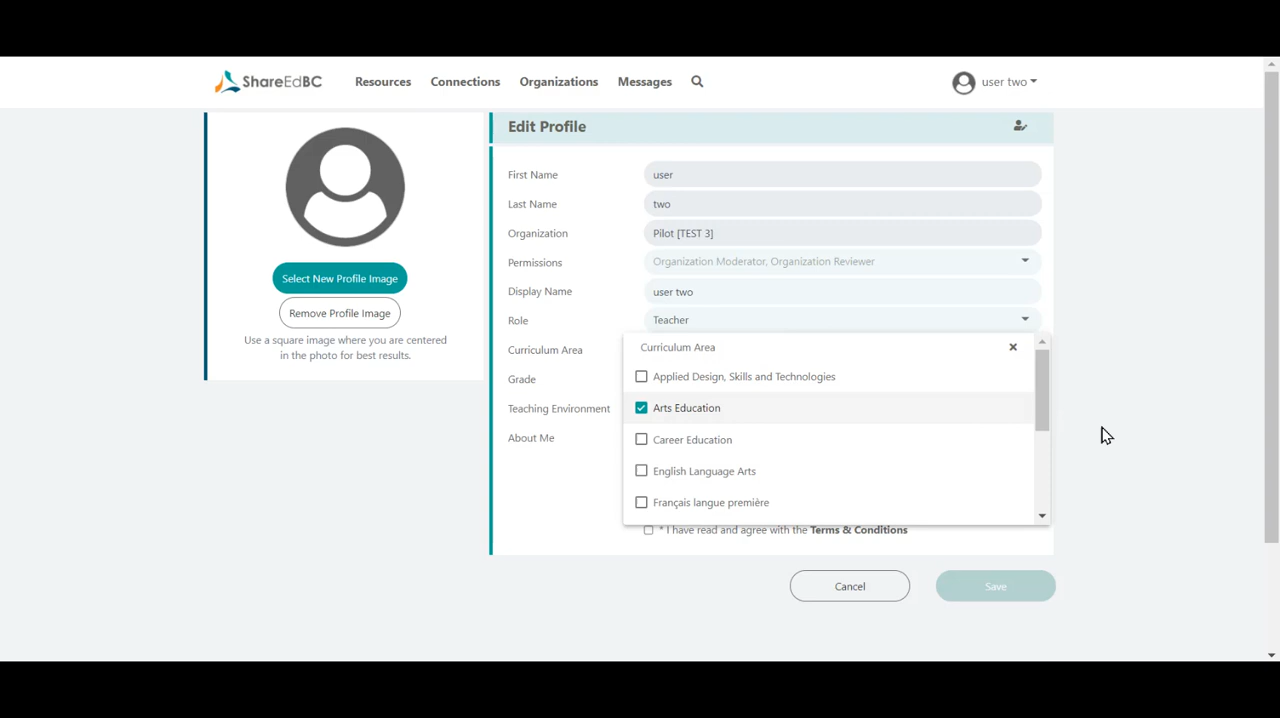 ShareEdBC Resources Connections Organizations Messages user two
Edit Profile
Select New Profile Image
Remove Profile Image
Use a square image where you are centered
in the photo for best results.
First Name user
Last Name two
Organization Pilot [TEST 3]
Permissions Organization Moderator, Organization Reviewer
Display Name user two
Role Teacher
Curriculum Area
Grade
Teaching Environment
About Me
Curriculum Area
Applied Design, Skills and Technologies
Arts Education
Career Education
English Language Arts
Français langue première
* I have read and agree with the Terms & Conditions
Cancel Save